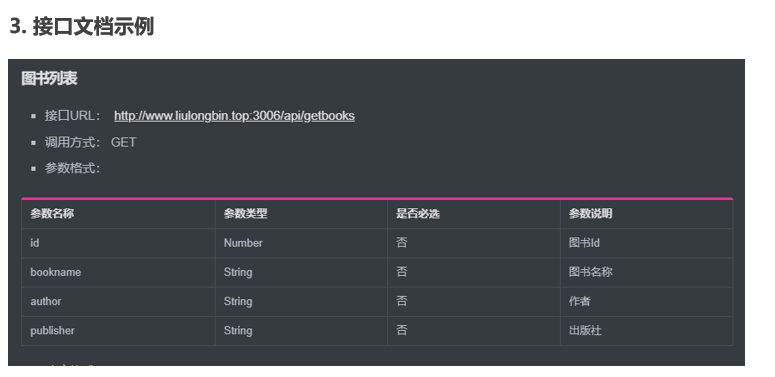 3. 接口文档示例
图书列表
接口URL： http://www.liulongbin.top:3006/api/getbooks
调用方式： GET
参数格式：
参数名称 参数类型 是否必选 参数说明
id Number 否 图书Id
bookname String 否 图书名称
author String 否 作者
publisher String 否 出版社